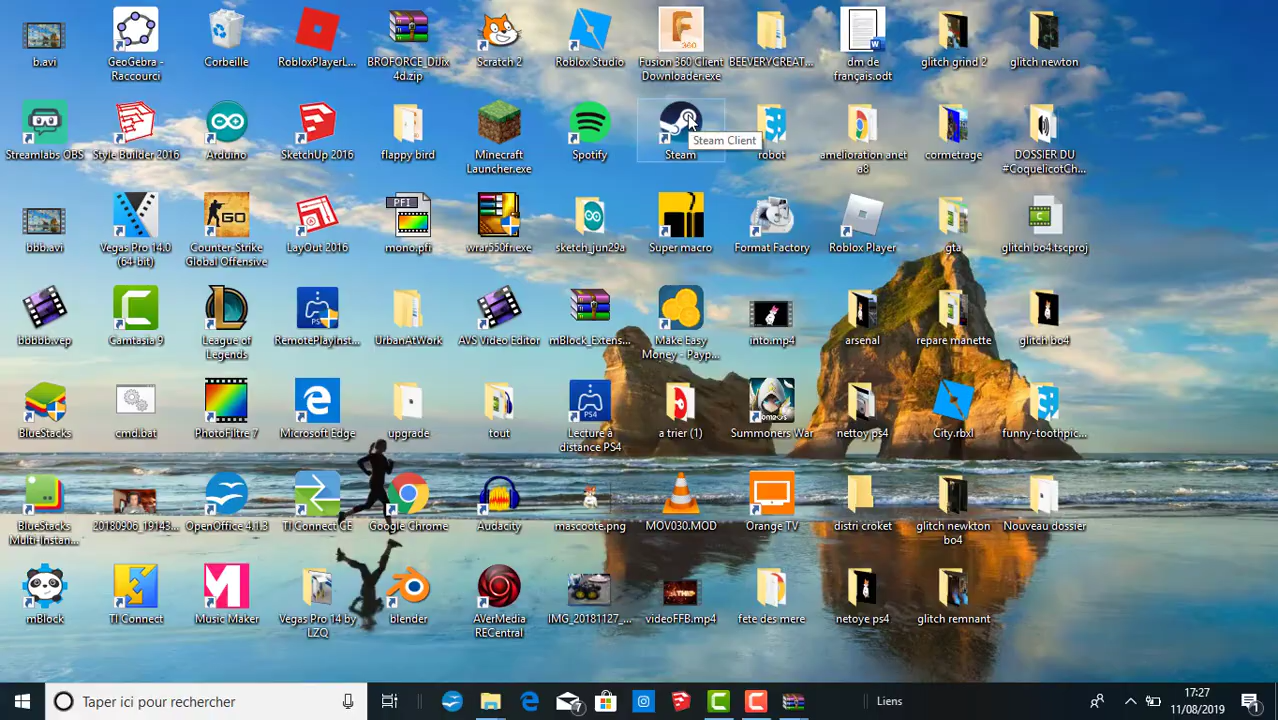 b.avi
GeoGebra -
Raccourci
Corbeille
RobloxPlayerL...
BROFORCE_DIJix
4d.zip
Scratch 2
Roblox Studio
Fusion 360 Client
Downloader.exe
BEEVERYCREAT...
dm de
français.odt
glitch grind 2
glitch newton
Streamlabs OBS
Style Builder 2016
Arduino
SketchUp 2016
flappy bird
Minecraft
Launcher.exe
Spotify
Steam
Steam Client
robot
amelioration anet
a8
cormetrage
DOSSIER DU
#CoquelicotCh...
bbb.avi
Vegas Pro 14.0
(64-bit)
Counter-Strike
Global Offensive
LayOut 2016
mono.pfi
wrar550fr.exe
sketch_jun29a
Super macro
Format Factory
Roblox Player
gta
glitch bo4.tscproj
bbbbb.vep
Camtasia 9
League of
Legends
RemotePlayInst...
UrbanAtWork
AVS Video Editor
mBlock_Extens...
Make Easy
Money - Payp...
into.mp4
arsenal
repare manette
glitch bo4
BlueStacks
cmd.bat
PhotoFiltre 7
Microsoft Edge
upgrade
tout
Lecture à
distance PS4
a trier (1)
Summoners War
nettoy ps4
City.rbxl
funny-toothpic...
BlueStacks
Multi-Instan...
20180906_19143...
OpenOffice 4.1.3
TI Connect CE
Google Chrome
Audacity
mascoote.png
MOV030.MOD
Orange TV
distri croket
glitch newkton
bo4
Nouveau dossier
mBlock
TI Connect
Music Maker
Vegas Pro 14 by
LZQ
blender
AVerMedia
RECentral
IMG_20181127_...
videoFFB.mp4
fete des mere
netoye ps4
glitch remnant
Taper ici pour rechercher
7
Liens
17:27
11/08/2019
1